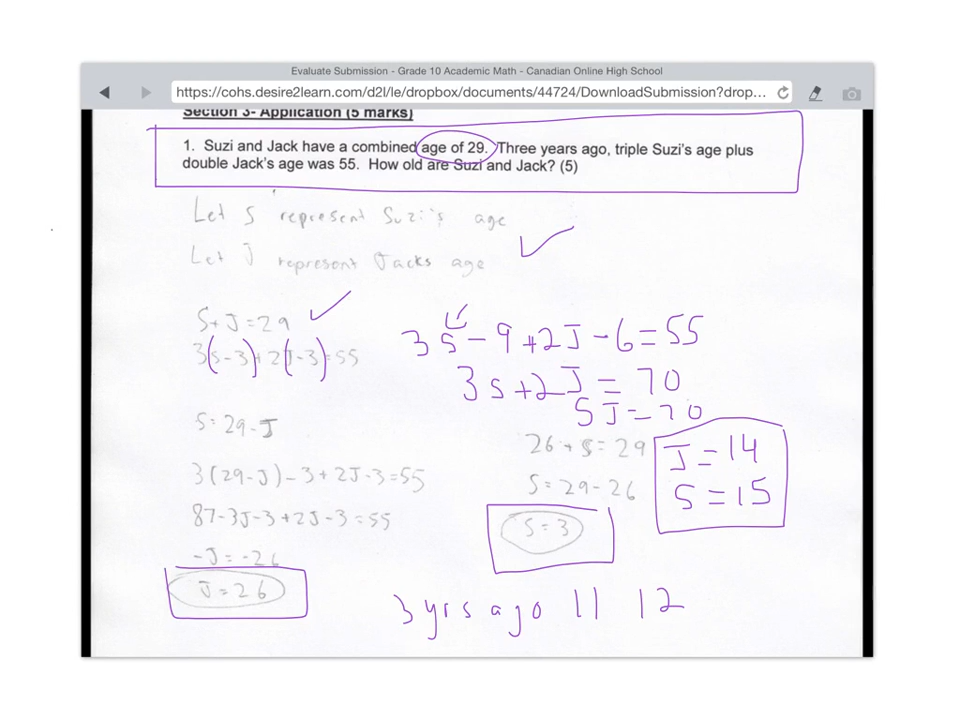 Evaluate Submission - Grade 10 Academic Math - Canadian Online High School
https://cohs.desire2learn.com/d2l/le/dropbox/documents/44724/DownloadSubmission?drop...
Section 3- Application (5 marks)
1. Suzi and Jack have a combined age of 29. Three years ago, triple Suzi's age plus
double Jack's age was 55. How old are Suzi and Jack? (5)
Let S represent Suzi's age
Let J represent Jacks age
S+J=29
3(S-3)+2(J-3)=55
3S-9+2J-6=55
3S+2J=70
5J=70
S=29-J
26+S=29
J=14
3(29-J)-3+2J-3=55
S=29-26
S=15
87-3J-3+2J-3=55
S=3
-J=-26
J=26
3 yrs ago 11 12